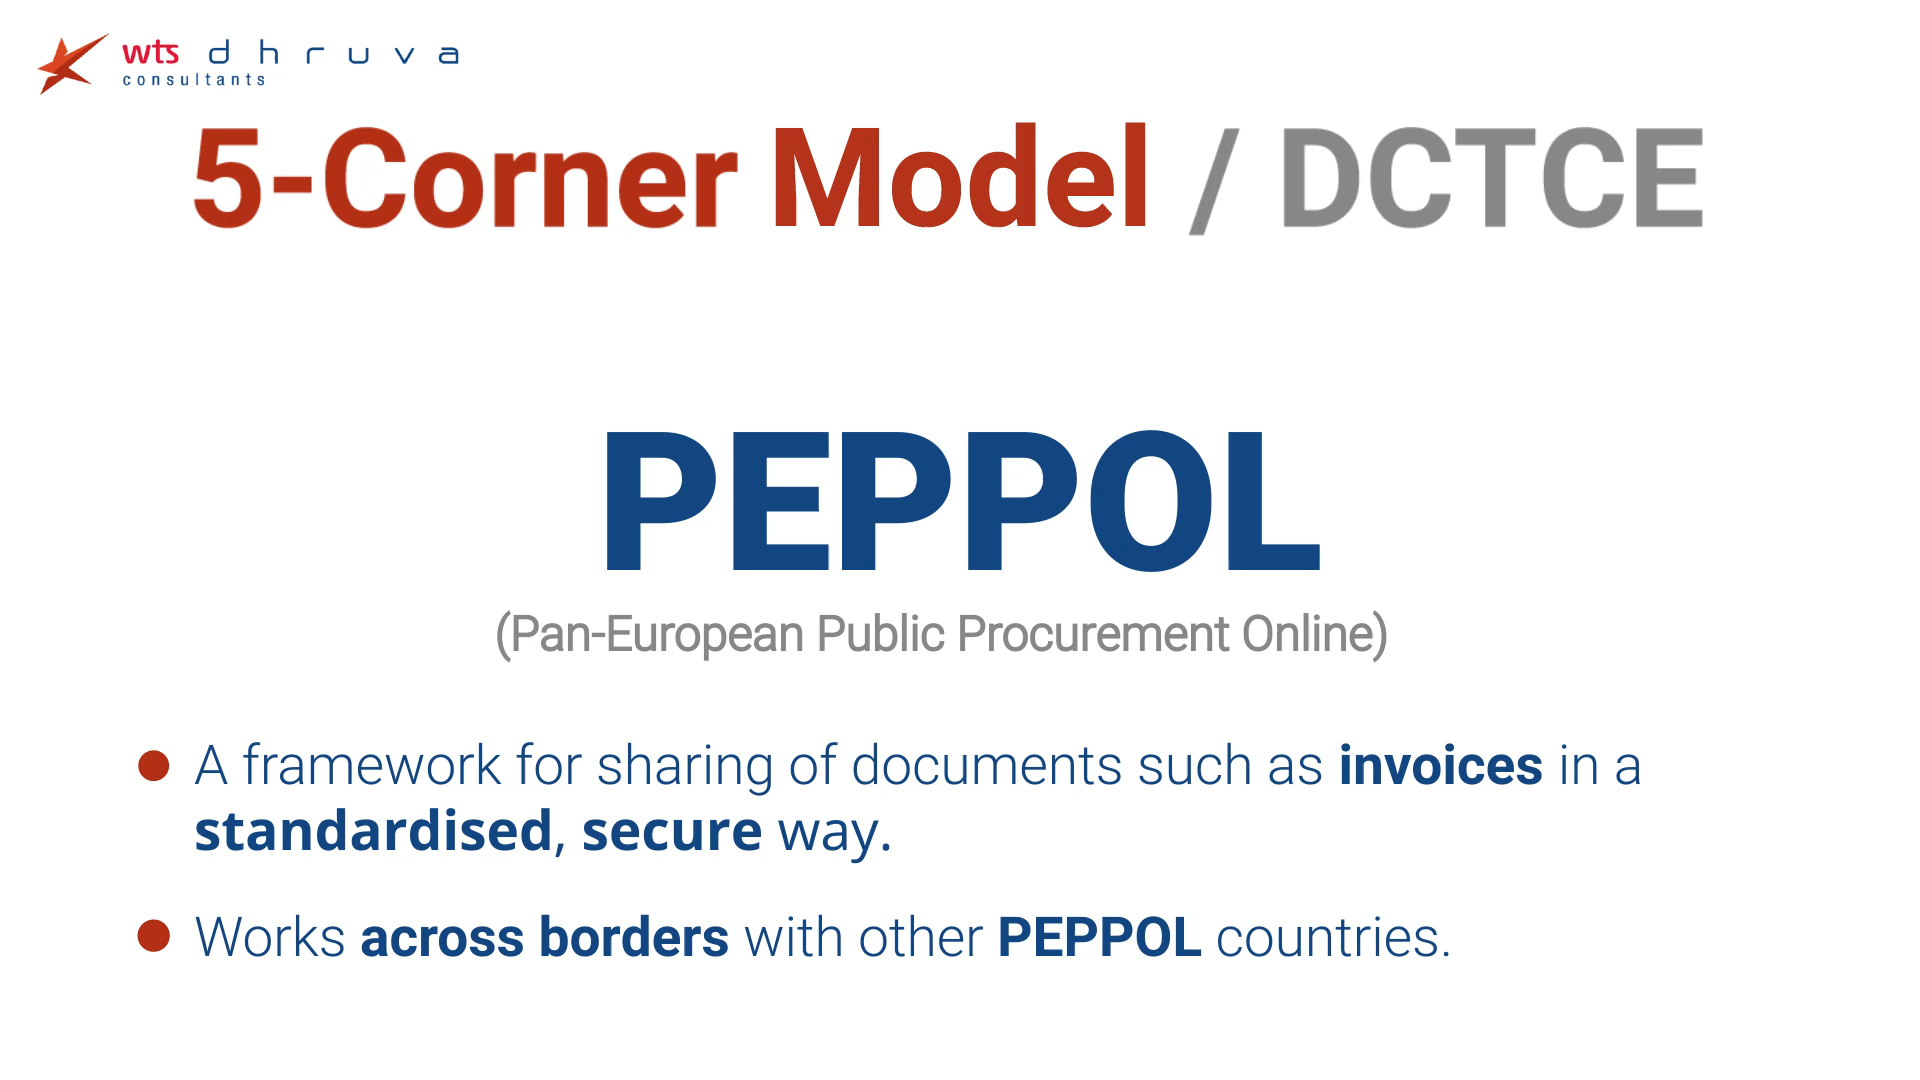 wts dhruva
consultants
5-Corner Model / DCTCE
PEPPOL
(Pan-European Public Procurement Online)
A framework for sharing of documents such as invoices in a
standardised, secure way.
Works across borders with other PEPPOL countries.